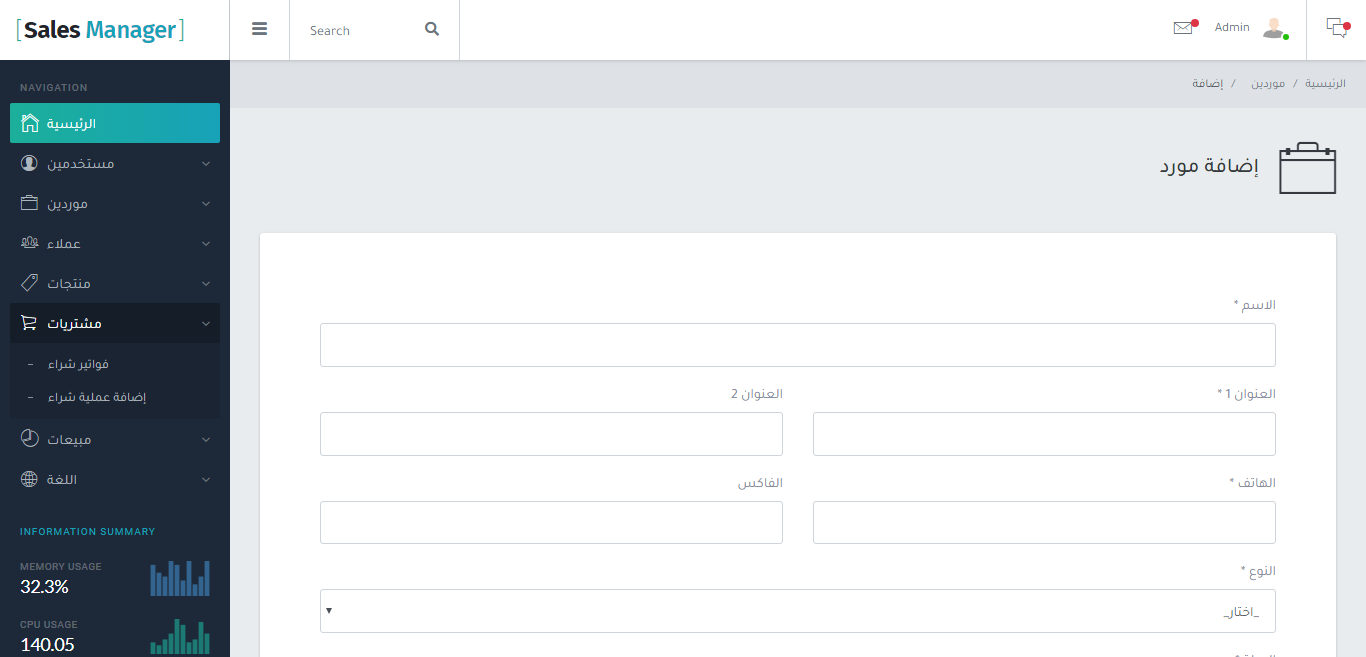 [Sales Manager]
Search
Admin
الرئيسية / موردين / إضافة
NAVIGATION
الرئيسية
مستخدمين
موردين
عملاء
منتجات
مشتريات
- فواتير شراء
- إضافة عملية شراء
مبيعات
اللغة
INFORMATION SUMMARY
MEMORY USAGE
32.3%
CPU USAGE
140.05
إضافة مورد
الاسم *
العنوان 1 *
العنوان 2
الهاتف *
الفاكس
النوع *
_اختار_